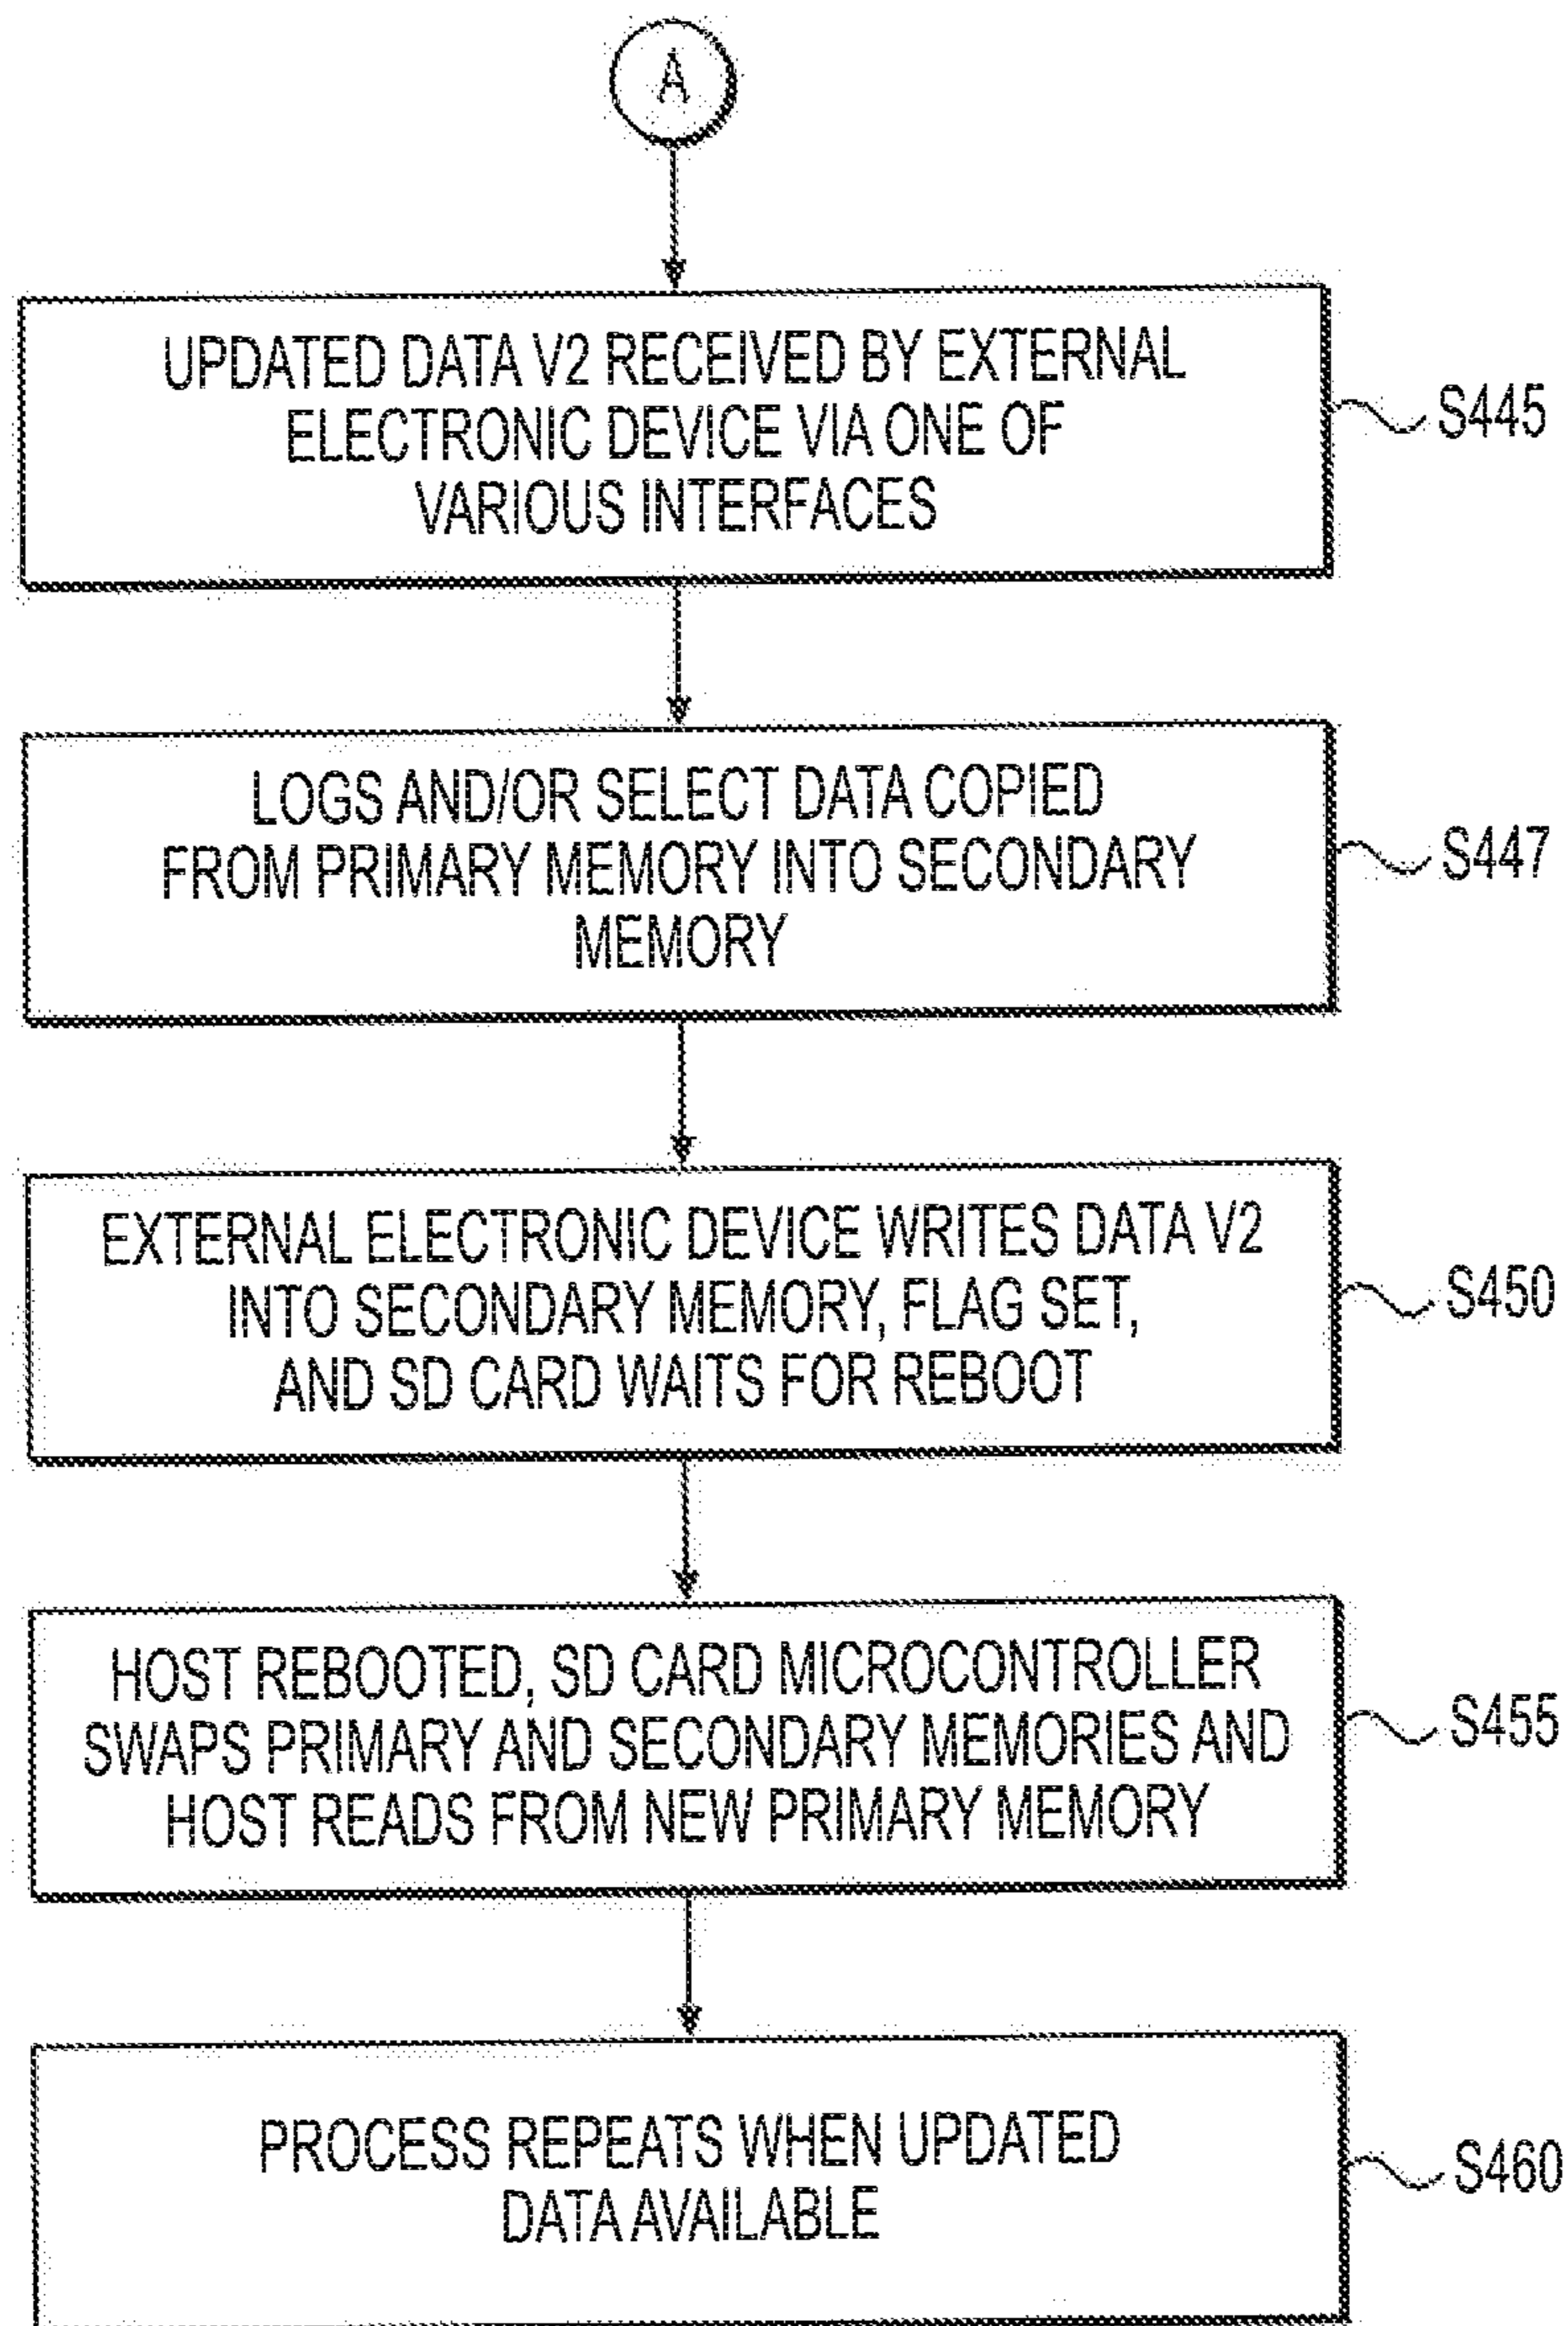 A
UPDATED DATA V2 RECEIVED BY EXTERNAL
ELECTRONIC DEVICE VIA ONE OF
VARIOUS INTERFACES
S445
LOGS AND/OR SELECT DATA COPIED
FROM PRIMARY MEMORY INTO SECONDARY
MEMORY
S447
EXTERNAL ELECTRONIC DEVICE WRITES DATA V2
INTO SECONDARY MEMORY, FLAG SET,
AND SD CARD WAITS FOR REBOOT
S450
HOST REBOOTED, SD CARD MICROCONTROLLER
SWAPS PRIMARY AND SECONDARY MEMORIES AND
HOST READS FROM NEW PRIMARY MEMORY
S455
PROCESS REPEATS WHEN UPDATED
DATA AVAILABLE
S460